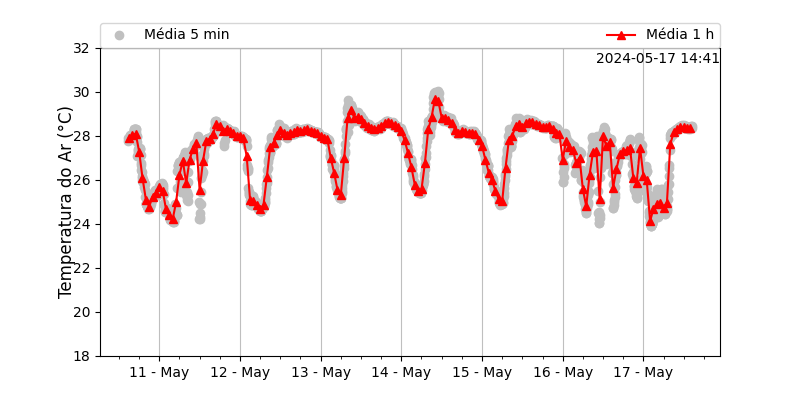 Média 5 min
Média 1 h
2024-05-17 14:41
Temperatura do Ar (°C)
32
30
28
26
24
22
20
18
11 - May
12 - May
13 - May
14 - May
15 - May
16 - May
17 - May